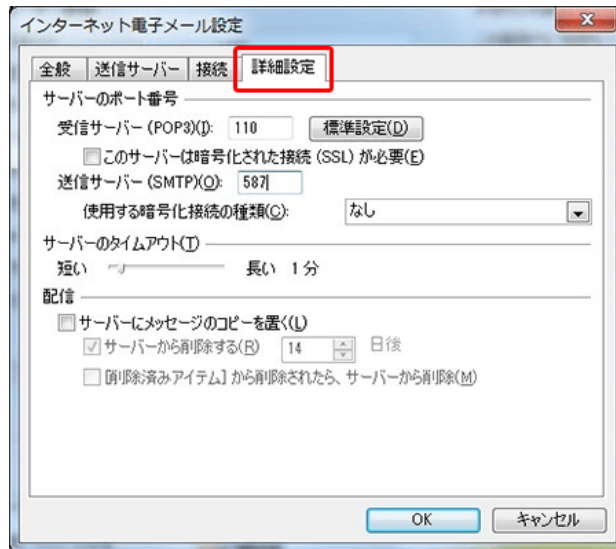 インターネット電子メール設定
全般 送信サーバー 接続 詳細設定
サーバーのポート番号
受信サーバー (POP3)(I): 110 標準設定(D)
このサーバーは暗号化された接続 (SSL) が必要(E)
送信サーバー (SMTP)(O): 587
使用する暗号化接続の種類(C): なし
サーバーのタイムアウト(T)
短い 長い 1 分
配信
サーバーにメッセージのコピーを置く(L)
サーバーから削除する(R) 14 日後
[削除済みアイテム] から削除されたら、サーバーから削除(M)
OK キャンセル